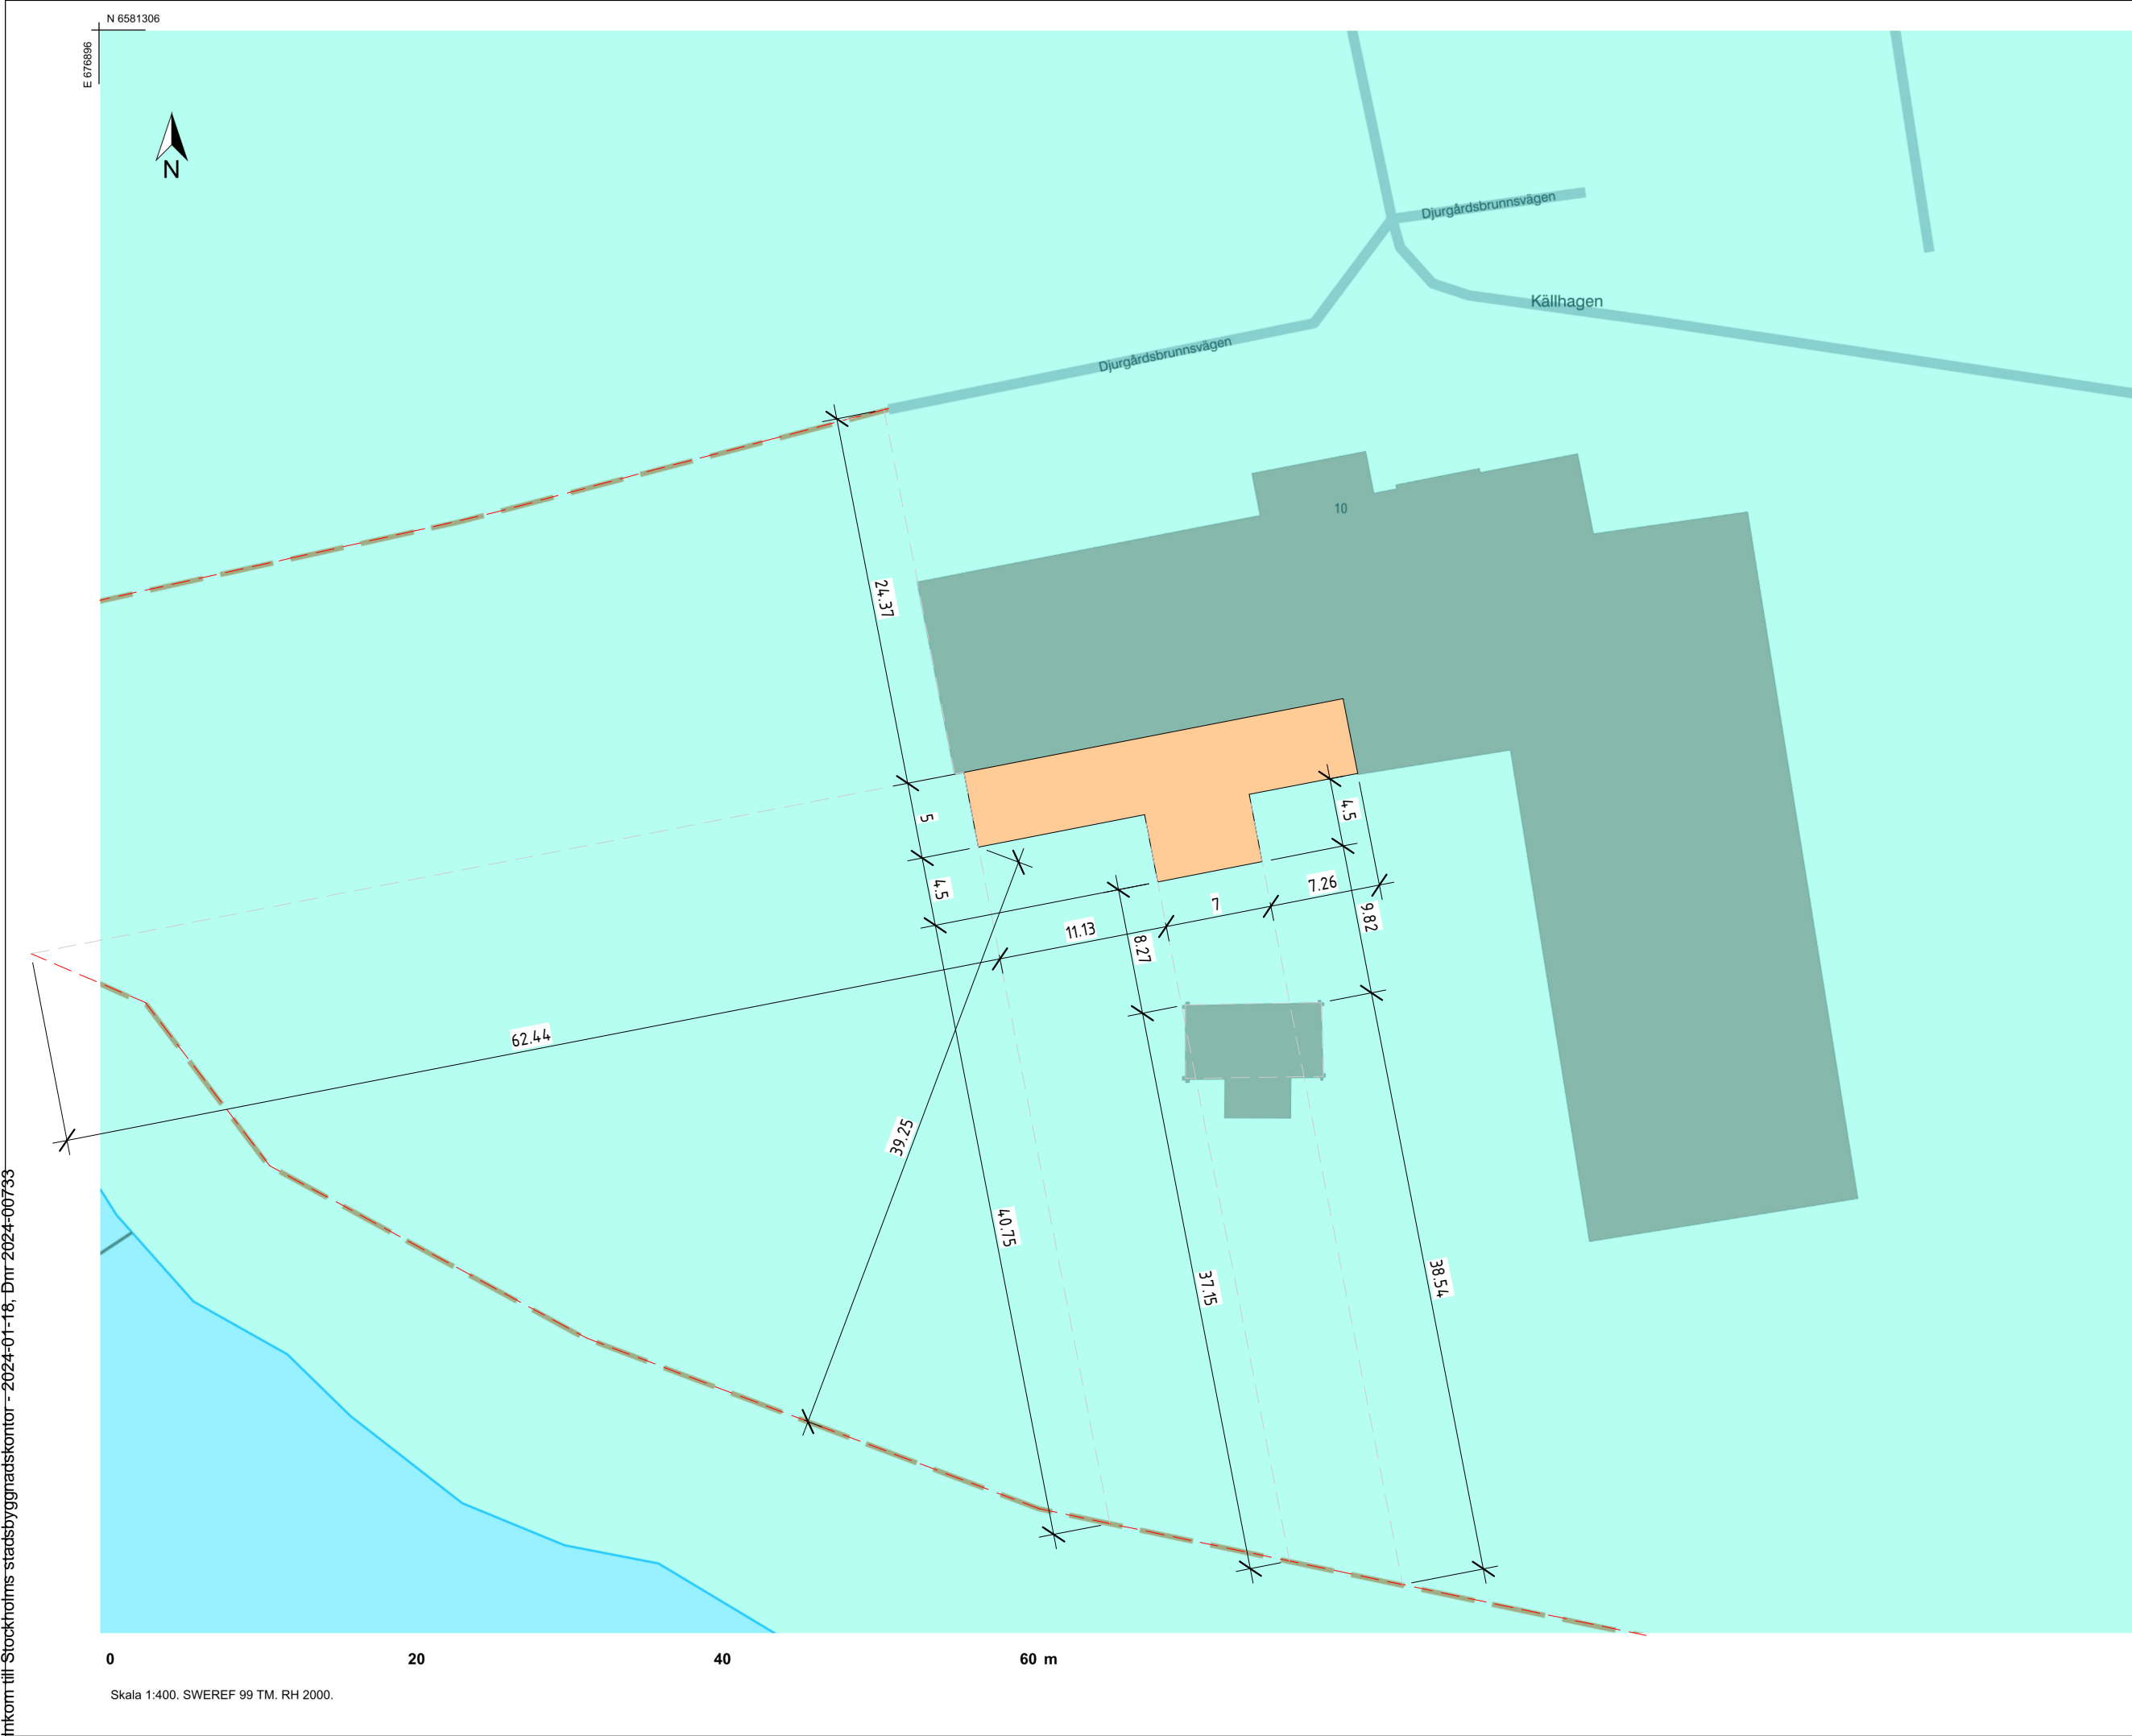 N 6581306
E 676896
N
Djurgårdsbrunnsvägen
Källhagen
Djurgårdsbrunnsvägen
10
24.37
5
4.5
4.5
7.26
7
11.13
9.82
8.27
62.44
39.25
40.75
37.15
38.54
Inkom till Stockholms stadsbyggnadskontor - 2024-01-18, Dnr 2024-00733
0 20 40 60 m
Skala 1:400. SWEREF 99 TM. RH 2000.